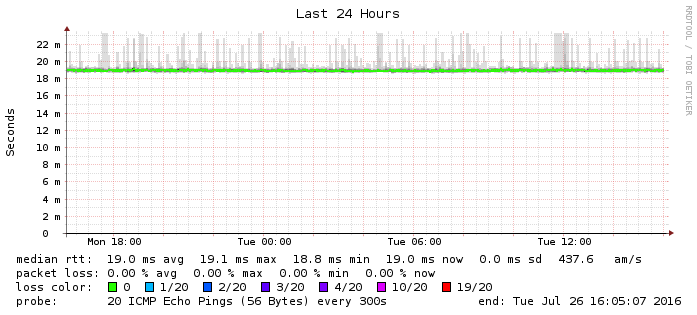 Last 24 Hours
RRDTOOL / TOBI OETIKER
Seconds
22 m
20 m
18 m
16 m
14 m
12 m
10 m
8 m
6 m
4 m
2 m
0
Mon 18:00 Tue 00:00 Tue 06:00 Tue 12:00
median rtt: 19.0 ms avg 19.1 ms max 18.8 ms min 19.0 ms now 0.0 ms sd 437.6 am/s
packet loss: 0.00 % avg 0.00 % max 0.00 % min 0.00 % now
loss color: 0 1/20 2/20 3/20 4/20 10/20 19/20
probe: 20 ICMP Echo Pings (56 Bytes) every 300s end: Tue Jul 26 16:05:07 2016